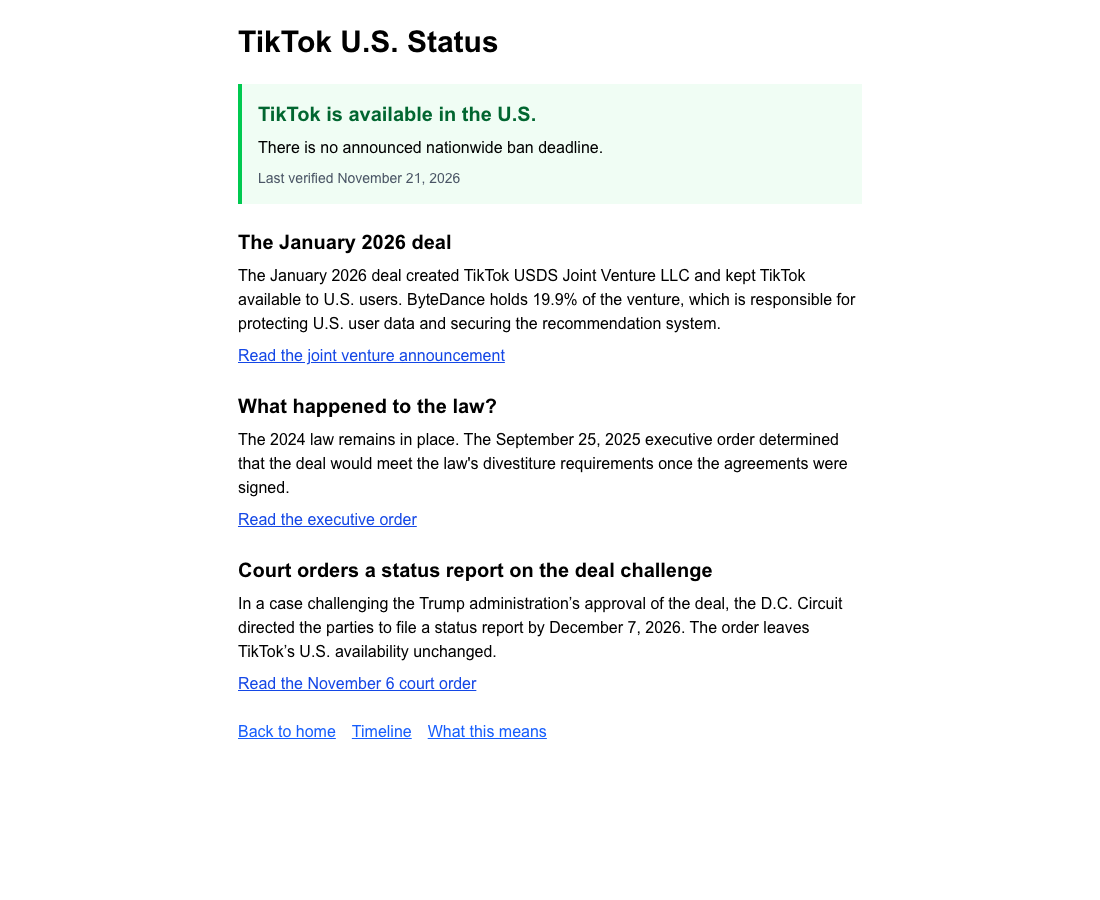 TikTok U.S. Status
TikTok is available in the U.S.
There is no announced nationwide ban deadline.
Last verified November 21, 2026
The January 2026 deal
The January 2026 deal created TikTok USDS Joint Venture LLC and kept TikTok
available to U.S. users. ByteDance holds 19.9% of the venture, which is responsible for
protecting U.S. user data and securing the recommendation system.
Read the joint venture announcement
What happened to the law?
The 2024 law remains in place. The September 25, 2025 executive order determined
that the deal would meet the law's divestiture requirements once the agreements were
signed.
Read the executive order
Court orders a status report on the deal challenge
In a case challenging the Trump administration’s approval of the deal, the D.C. Circuit
directed the parties to file a status report by December 7, 2026. The order leaves
TikTok’s U.S. availability unchanged.
Read the November 6 court order
Back to home Timeline What this means